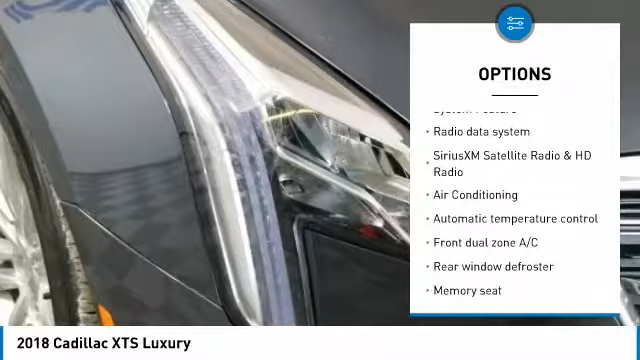 OPTIONS
Radio data system
SiriusXM Satellite Radio & HD
Radio
Air Conditioning
Automatic temperature control
Front dual zone A/C
Rear window defroster
Memory seat
2018 Cadillac XTS Luxury